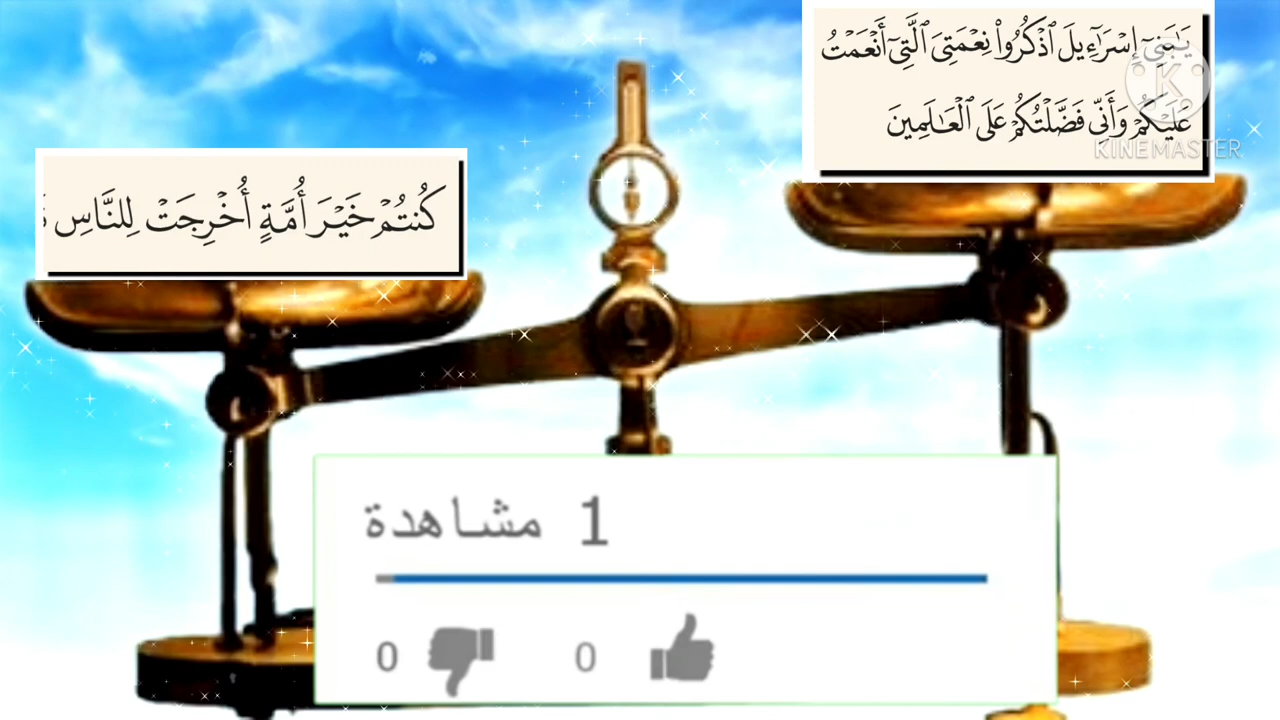 يَـٰبَنِىٓ إِسْرَٰٓءِيلَ ٱذْكُرُوا۟ نِعْمَتِىَ ٱلَّتِىٓ أَنْعَمْتُ
عَلَيْكُمْ وَأَنِّى فَضَّلْتُكُمْ عَلَى ٱلْعَـٰلَمِينَ
KINEMASTER
كُنتُمْ خَيْرَ أُمَّةٍ أُخْرِجَتْ لِلنَّاسِ
1 مشاهدة
0 0